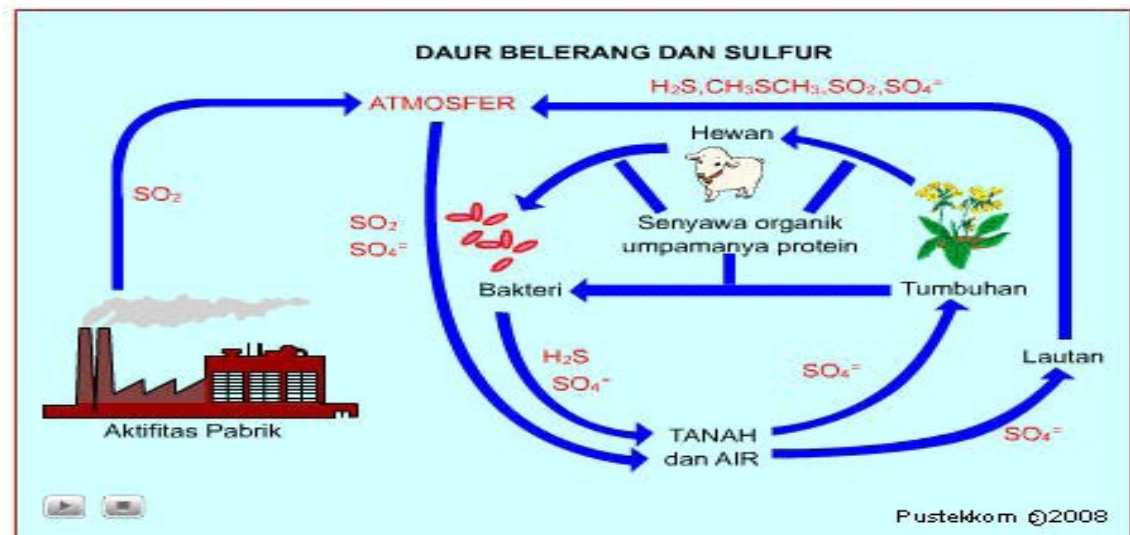 DAUR BELERANG DAN SULFUR
H₂S,CH₃SCH₃,SO₂,SO₄⁼
ATMOSFER
Hewan
SO₂
SO₂
SO₄⁼
Senyawa organik
umpamanya protein
Bakteri
Tumbuhan
H₂S
SO₄⁼
SO₄⁼
Lautan
Aktifitas Pabrik
TANAH
dan AIR
SO₄⁼
Pustekkom ©2008